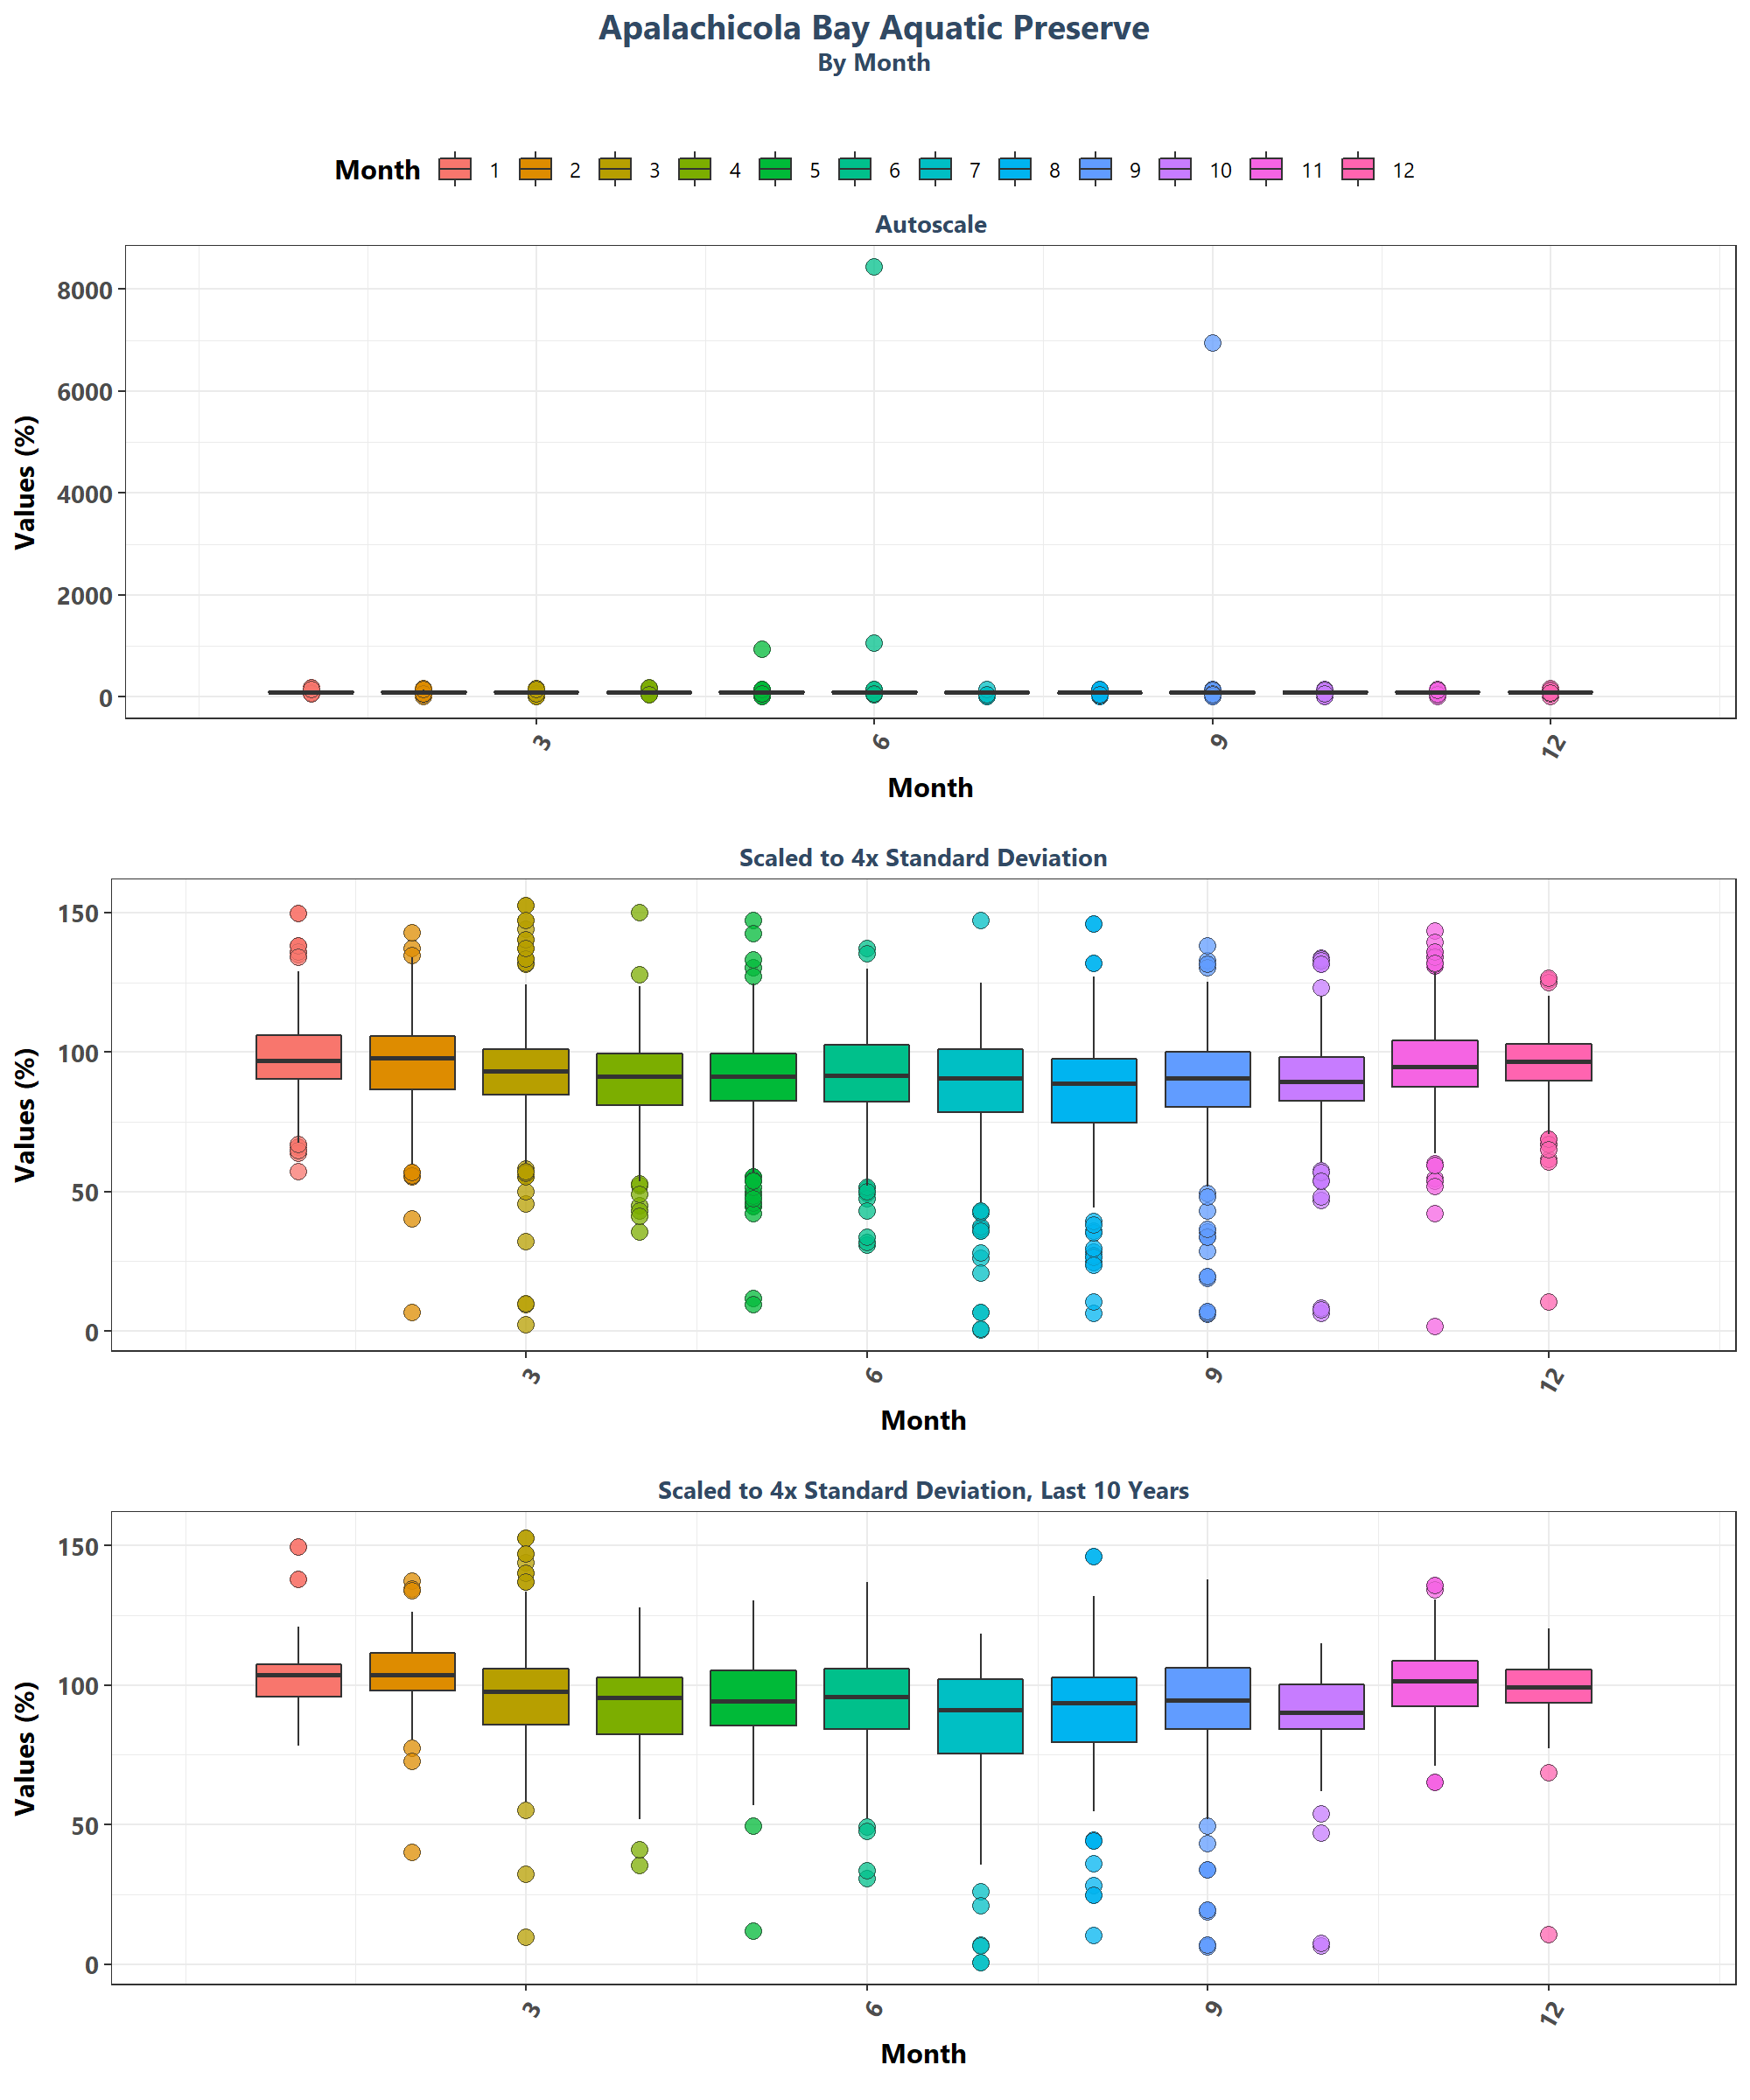 Apalachicola Bay Aquatic Preserve
By Month
Month 1 2 3 4 5 6 7 8 9 10 11 12
Autoscale
Values (%)
8000
6000
4000
2000
0
3 6 9 12
Month
Scaled to 4x Standard Deviation
Values (%)
150
100
50
0
3 6 9 12
Month
Scaled to 4x Standard Deviation, Last 10 Years
Values (%)
150
100
50
0
3 6 9 12
Month